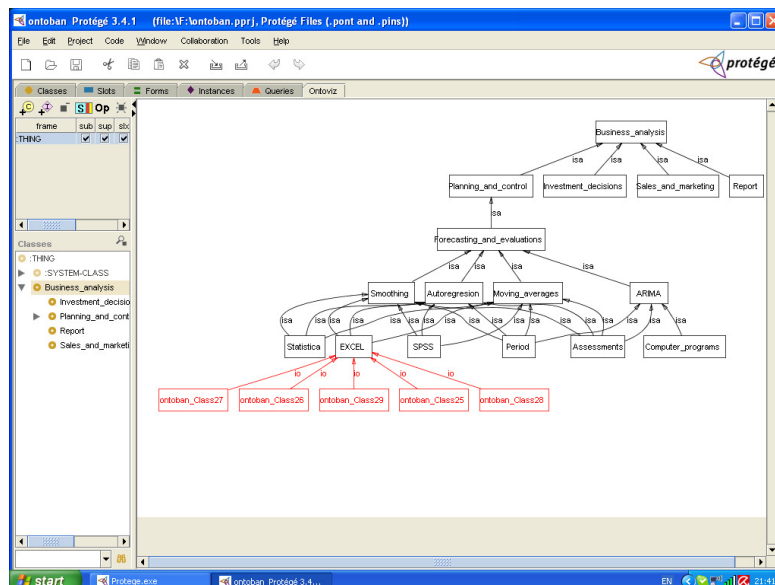 ontoban Protégé 3.4.1 (file:\F:\ontoban.pprj, Protégé Files (.pont and .pins))
File Edit Project Code Window Collaboration Tools Help
protégé
Classes Slots Forms Instances Queries Ontoviz
C I S Op
frame sub sup slx
:THING
Classes
:THING
:SYSTEM-CLASS
Business_analysis
Investment_decisio
Planning_and_cont
Report
Sales_and_marketi
Business_analysis
isa isa isa isa
Planning_and_control Investment_decisions Sales_and_marketing Report
isa
Forecasting_and_evaluations
isa isa isa isa
Smoothing Autoregresion Moving_averages ARIMA
isa isa isa isa isa isa isa isa isa isa isa isa isa isa isa isa
Statistica EXCEL SPSS Period Assessments Computer_programs
io io io io io
ontoban_Class27 ontoban_Class26 ontoban_Class29 ontoban_Class25 ontoban_Class28
start Protege.exe ontoban Protégé 3.4... EN 21:41